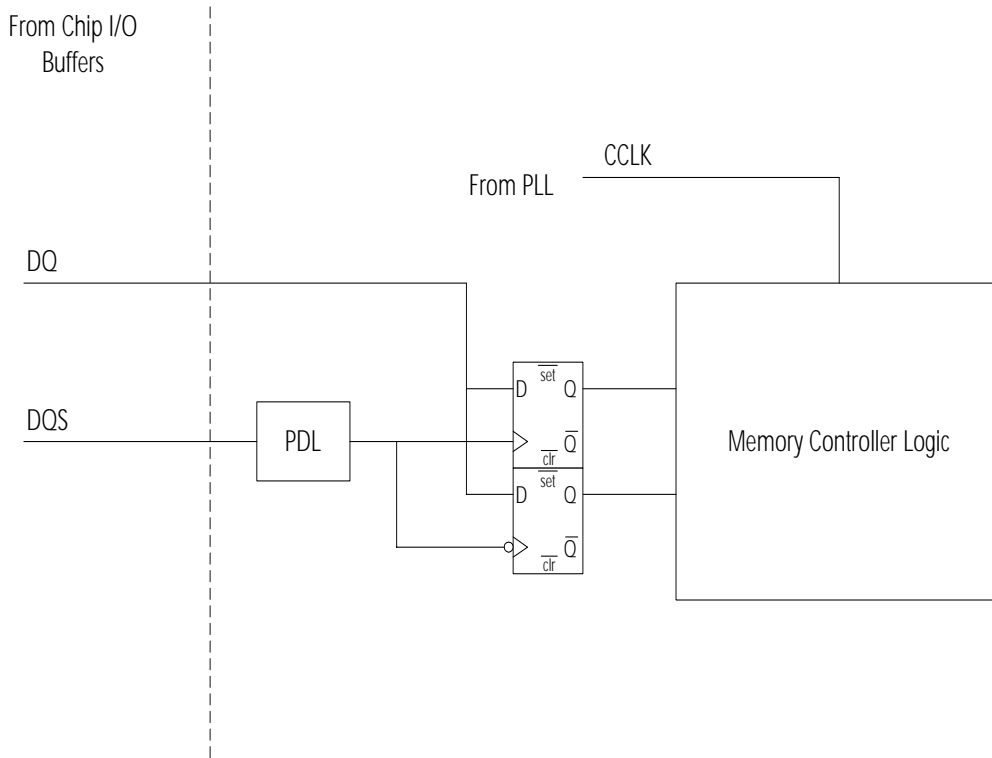 From Chip I/O
Buffers
CCLK
From PLL
DQ
DQS
PDL
D set Q
Q
clr
D set Q
Q
clr
Memory Controller Logic